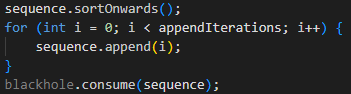 sequence.sortOnwards();
for (int i = 0; i < appendIterations; i++) {
    sequence.append(i);
}
blackhole.consume(sequence);